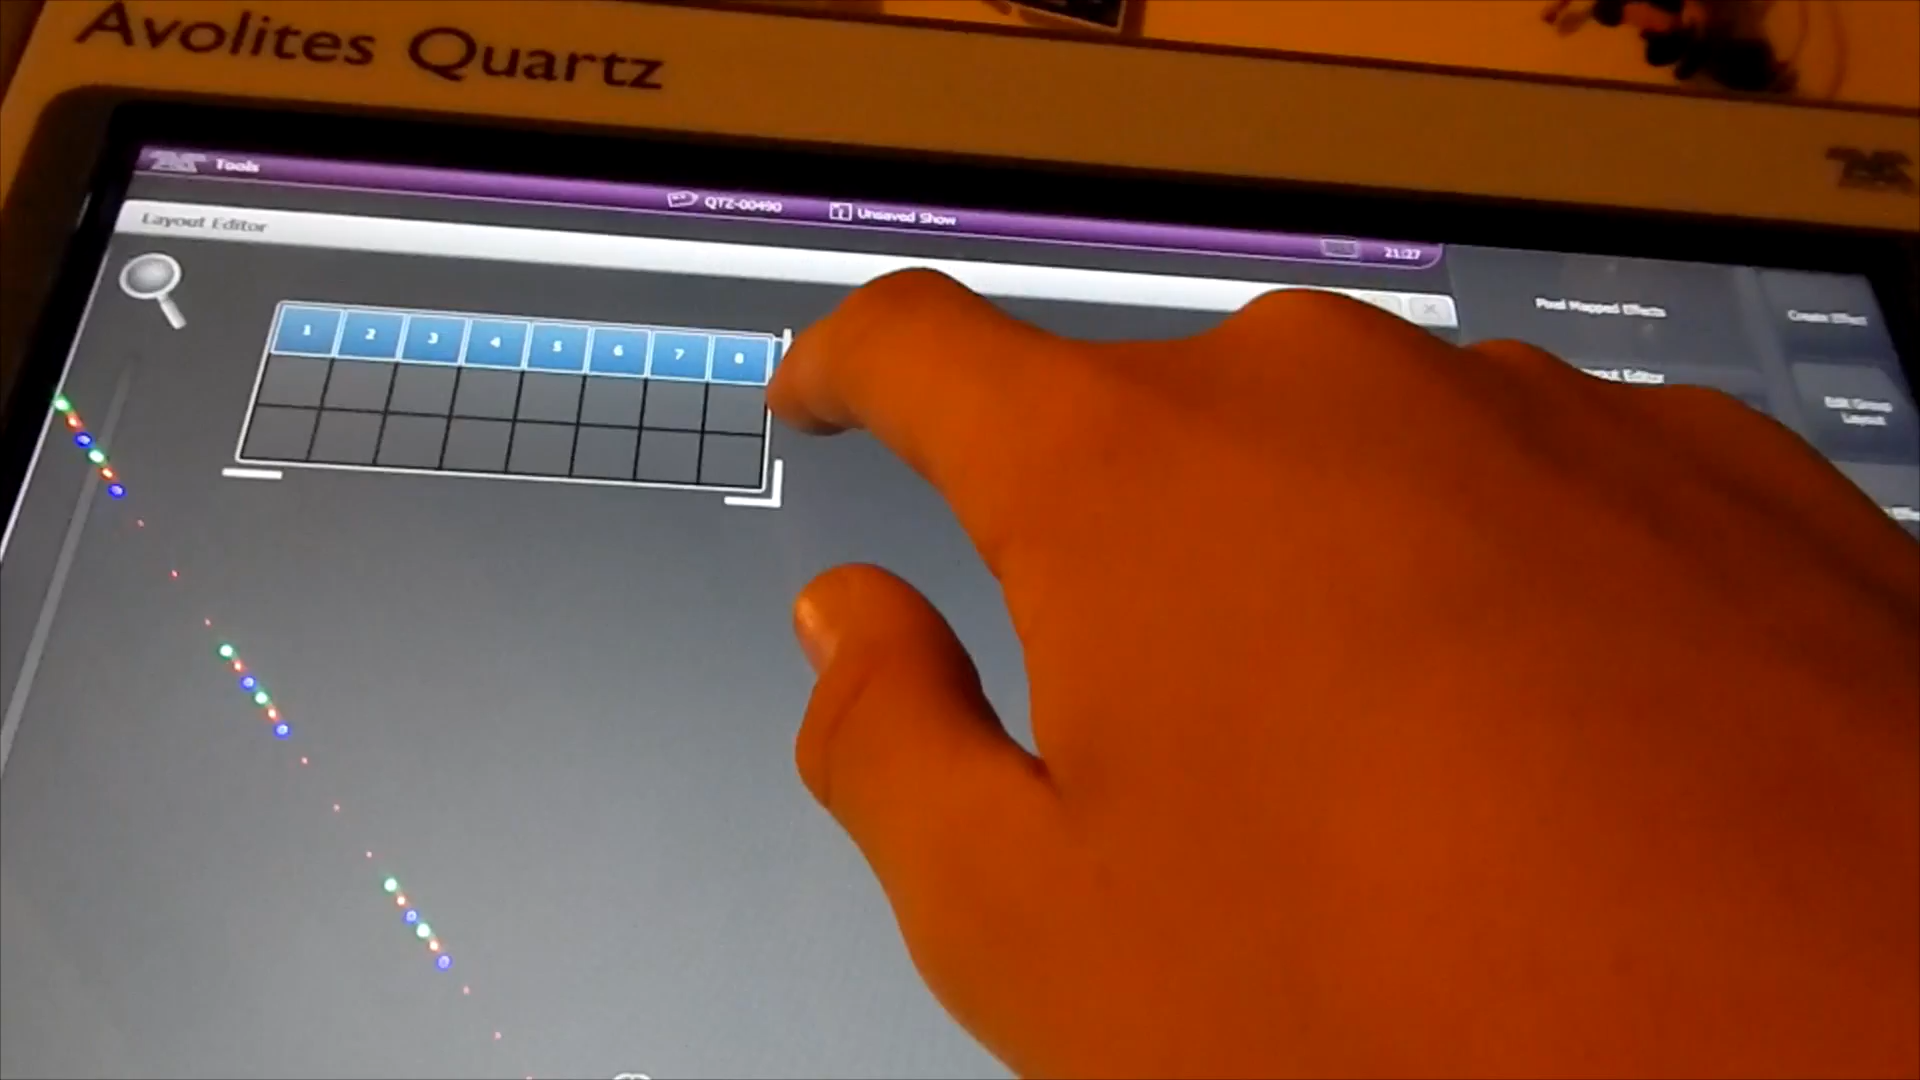 Avolites Quartz
Tools
QTZ-00490
Unsaved Show
21:27
Layout Editor
Pixel Mapped Effects
Create Effect
1 2 3 4 5 6 7 8
Editor
Edit Group
Layout